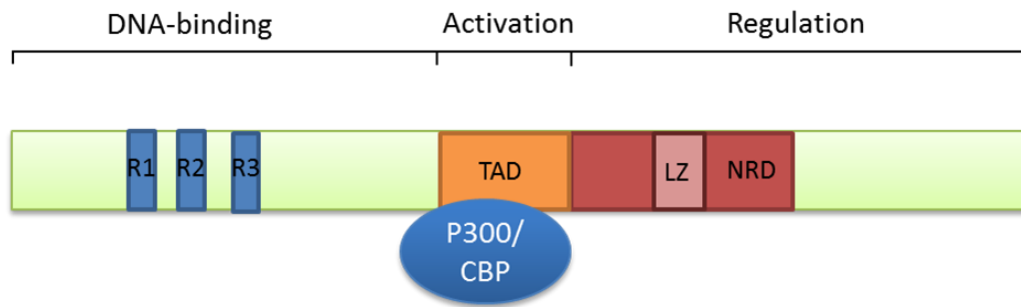 DNA-binding Activation Regulation
R1 R2 R3 TAD LZ NRD
P300/
CBP